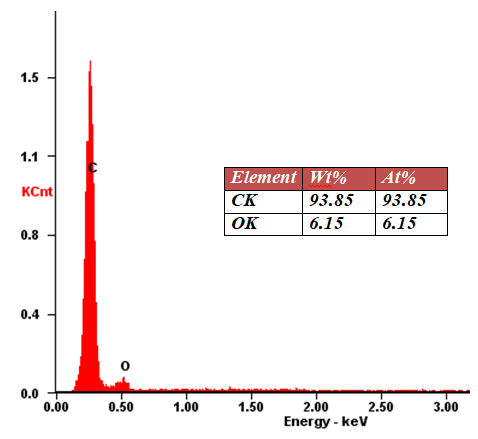 1.5
1.1
KCnt
0.8
0.4
0.0
C
O
Element Wt% At%
CK 93.85 93.85
OK 6.15 6.15
0.00 0.50 1.00 1.50 2.00 2.50 3.00
Energy - keV